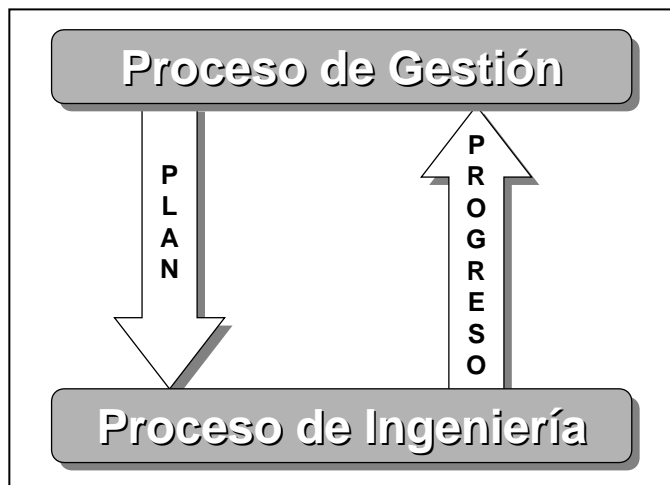 Proceso de Gestión
PLAN
PROGRESO
Proceso de Ingeniería